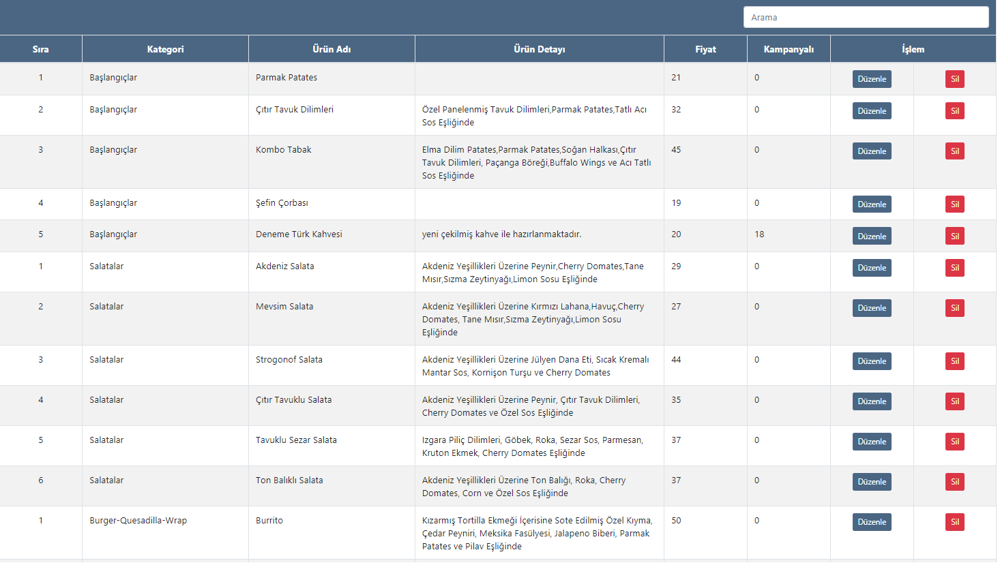 Arama
Sıra Kategori Ürün Adı Ürün Detayı Fiyat Kampanyalı İşlem
1 Başlangıçlar Parmak Patates 21 0 Düzenle Sil
2 Başlangıçlar Çıtır Tavuk Dilimleri Özel Panelenmiş Tavuk Dilimleri,Parmak Patates,Tatlı Acı 32 0 Düzenle Sil
Sos Eşliğinde
3 Başlangıçlar Kombo Tabak Elma Dilim Patates,Parmak Patates,Soğan Halkası,Çıtır 45 0 Düzenle Sil
Tavuk Dilimleri, Paçanga Böreği,Buffalo Wings ve Acı Tatlı
Sos Eşliğinde
4 Başlangıçlar Şefin Çorbası 19 0 Düzenle Sil
5 Başlangıçlar Deneme Türk Kahvesi yeni çekilmiş kahve ile hazırlanmaktadır. 20 18 Düzenle Sil
1 Salatalar Akdeniz Salata Akdeniz Yeşillikleri Üzerine Peynir,Cherry Domates,Tane 29 0 Düzenle Sil
Mısır,Sızma Zeytinyağı,Limon Sosu Eşliğinde
2 Salatalar Mevsim Salata Akdeniz Yeşillikleri Üzerine Kırmızı Lahana,Havuç,Cherry 27 0 Düzenle Sil
Domates, Tane Mısır,Sızma Zeytinyağı,Limon Sosu
Eşliğinde
3 Salatalar Strogonof Salata Akdeniz Yeşillikleri Üzerine Jülyen Dana Eti, Sıcak Kremalı 44 0 Düzenle Sil
Mantar Sos, Kornişon Turşu ve Cherry Domates
4 Salatalar Çıtır Tavuklu Salata Akdeniz Yeşillikleri Üzerine Peynir, Çıtır Tavuk Dilimleri, 35 0 Düzenle Sil
Cherry Domates ve Özel Sos Eşliğinde
5 Salatalar Tavuklu Sezar Salata Izgara Piliç Dilimleri, Göbek, Roka, Sezar Sos, Parmesan, 37 0 Düzenle Sil
Kruton Ekmek, Cherry Domates Eşliğinde
6 Salatalar Ton Balıklı Salata Akdeniz Yeşillikleri Üzerine Ton Balığı, Roka, Cherry 37 0 Düzenle Sil
Domates, Corn ve Özel Sos Eşliğinde
1 Burger-Quesadilla-Wrap Burrito Kızarmış Tortilla Ekmeği İçerisine Sote Edilmiş Özel Kıyma, 50 0 Düzenle Sil
Çedar Peyniri, Meksika Fasülyesi, Jalapeno Biberi, Parmak
Patates ve Pilav Eşliğinde